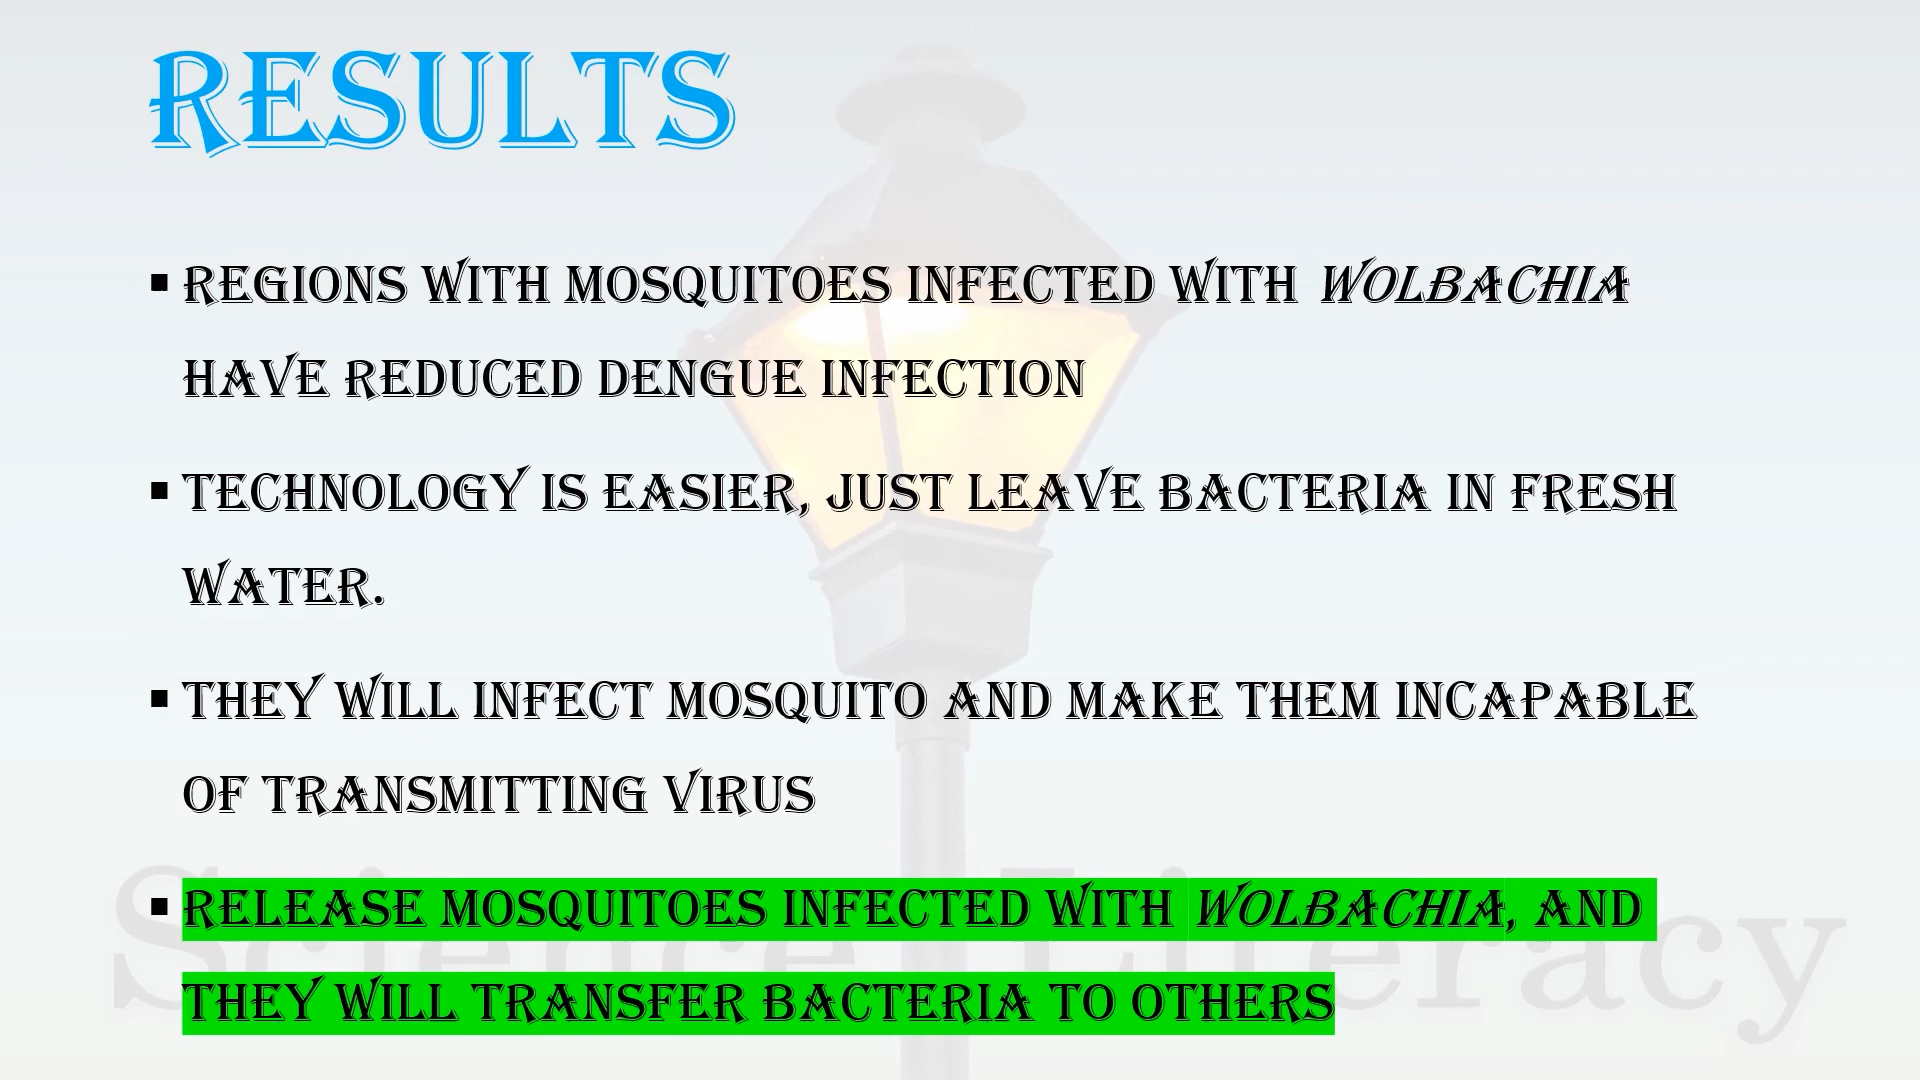 RESULTS
▪ REGIONS WITH MOSQUITOES INFECTED WITH WOLBACHIA
HAVE REDUCED DENGUE INFECTION
▪ TECHNOLOGY IS EASIER, JUST LEAVE BACTERIA IN FRESH
WATER.
▪ THEY WILL INFECT MOSQUITO AND MAKE THEM INCAPABLE
OF TRANSMITTING VIRUS
▪ RELEASE MOSQUITOES INFECTED WITH WOLBACHIA, AND
THEY WILL TRANSFER BACTERIA TO OTHERS
Science Literacy